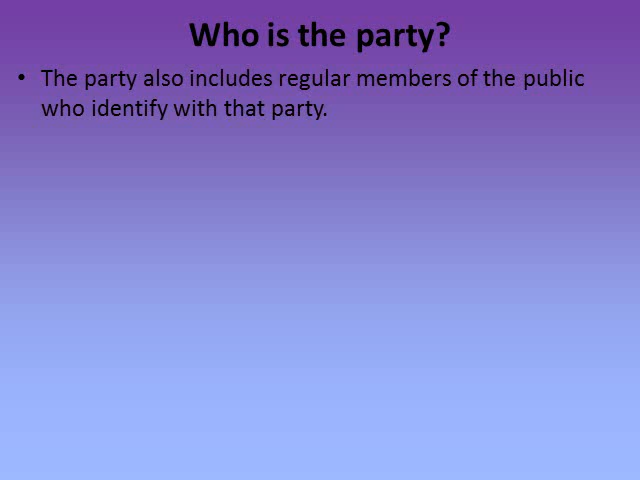 Who is the party?
• The party also includes regular members of the public
who identify with that party.